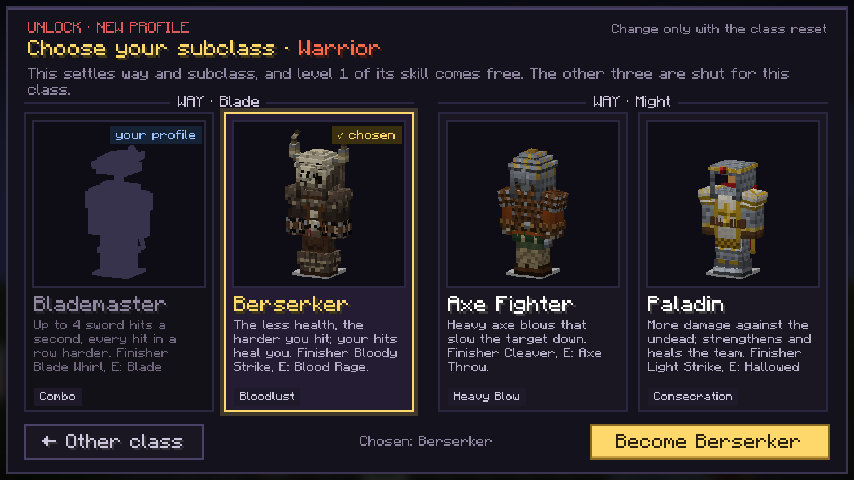 UNLOCK · NEW PROFILE
Choose your subclass · Warrior
Change only with the class reset
This settles way and subclass, and level 1 of its skill comes free. The other three are shut for this
class.
WAY · Blade
WAY · Might
your profile
✓ chosen
Blademaster
Up to 4 sword hits a
second, every hit in a
row harder. Finisher
Blade Whirl, E: Blade
Combo
Berserker
The less health, the
harder you hit; your hits
heal you. Finisher Bloody
Strike, E: Blood Rage.
Bloodlust
Axe Fighter
Heavy axe blows that
slow the target down.
Finisher Cleaver, E: Axe
Throw.
Heavy Blow
Paladin
More damage against the
undead; strengthens and
heals the team. Finisher
Light Strike, E: Hallowed
Consecration
← Other class
Chosen: Berserker
Become Berserker